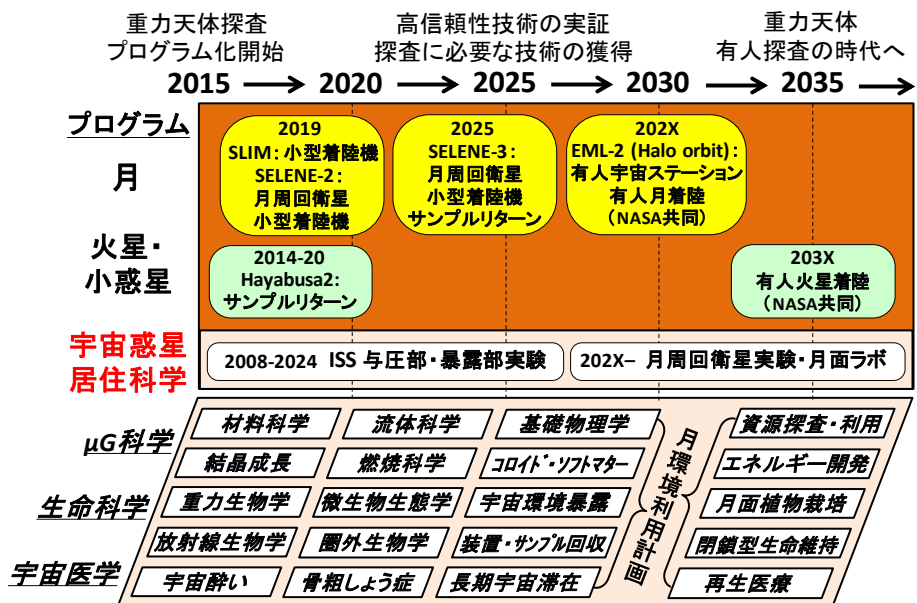 重力天体探査
プログラム化開始
高信頼性技術の実証
探査に必要な技術の獲得
重力天体
有人探査の時代へ
2015
2020
2025
2030
2035
プログラム
月
2019
SLIM：小型着陸機
SELENE-2：
月周回衛星
小型着陸機
2025
SELENE-3：
月周回衛星
小型着陸機
サンプルリターン
202X
EML-2 (Halo orbit)：
有人宇宙ステーション
有人月着陸
（NASA共同）
火星・
小惑星
2014-20
Hayabusa2:
サンプルリターン
203X
有人火星着陸
（NASA共同）
宇宙惑星
居住科学
2008-2024 ISS 与圧部・暴露部実験
202X– 月周回衛星実験・月面ラボ
μG科学
材料科学
流体科学
基礎物理学
結晶成長
燃焼科学
コロイド・ソフトマター
生命科学
重力生物学
微生物生態学
宇宙環境暴露
放射線生物学
圏外生物学
装置・サンプル回収
宇宙医学
宇宙酔い
骨粗しょう症
長期宇宙滞在
月環境利用計画
資源探査・利用
エネルギー開発
月面植物栽培
閉鎖型生命維持
再生医療